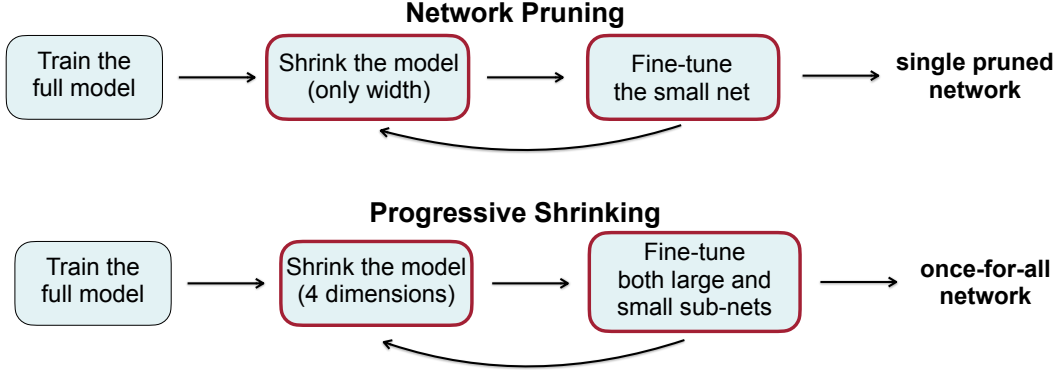 Network Pruning
Train the
full model
Shrink the model
(only width)
Fine-tune
the small net
single pruned
network
Progressive Shrinking
Train the
full model
Shrink the model
(4 dimensions)
Fine-tune
both large and
small sub-nets
once-for-all
network